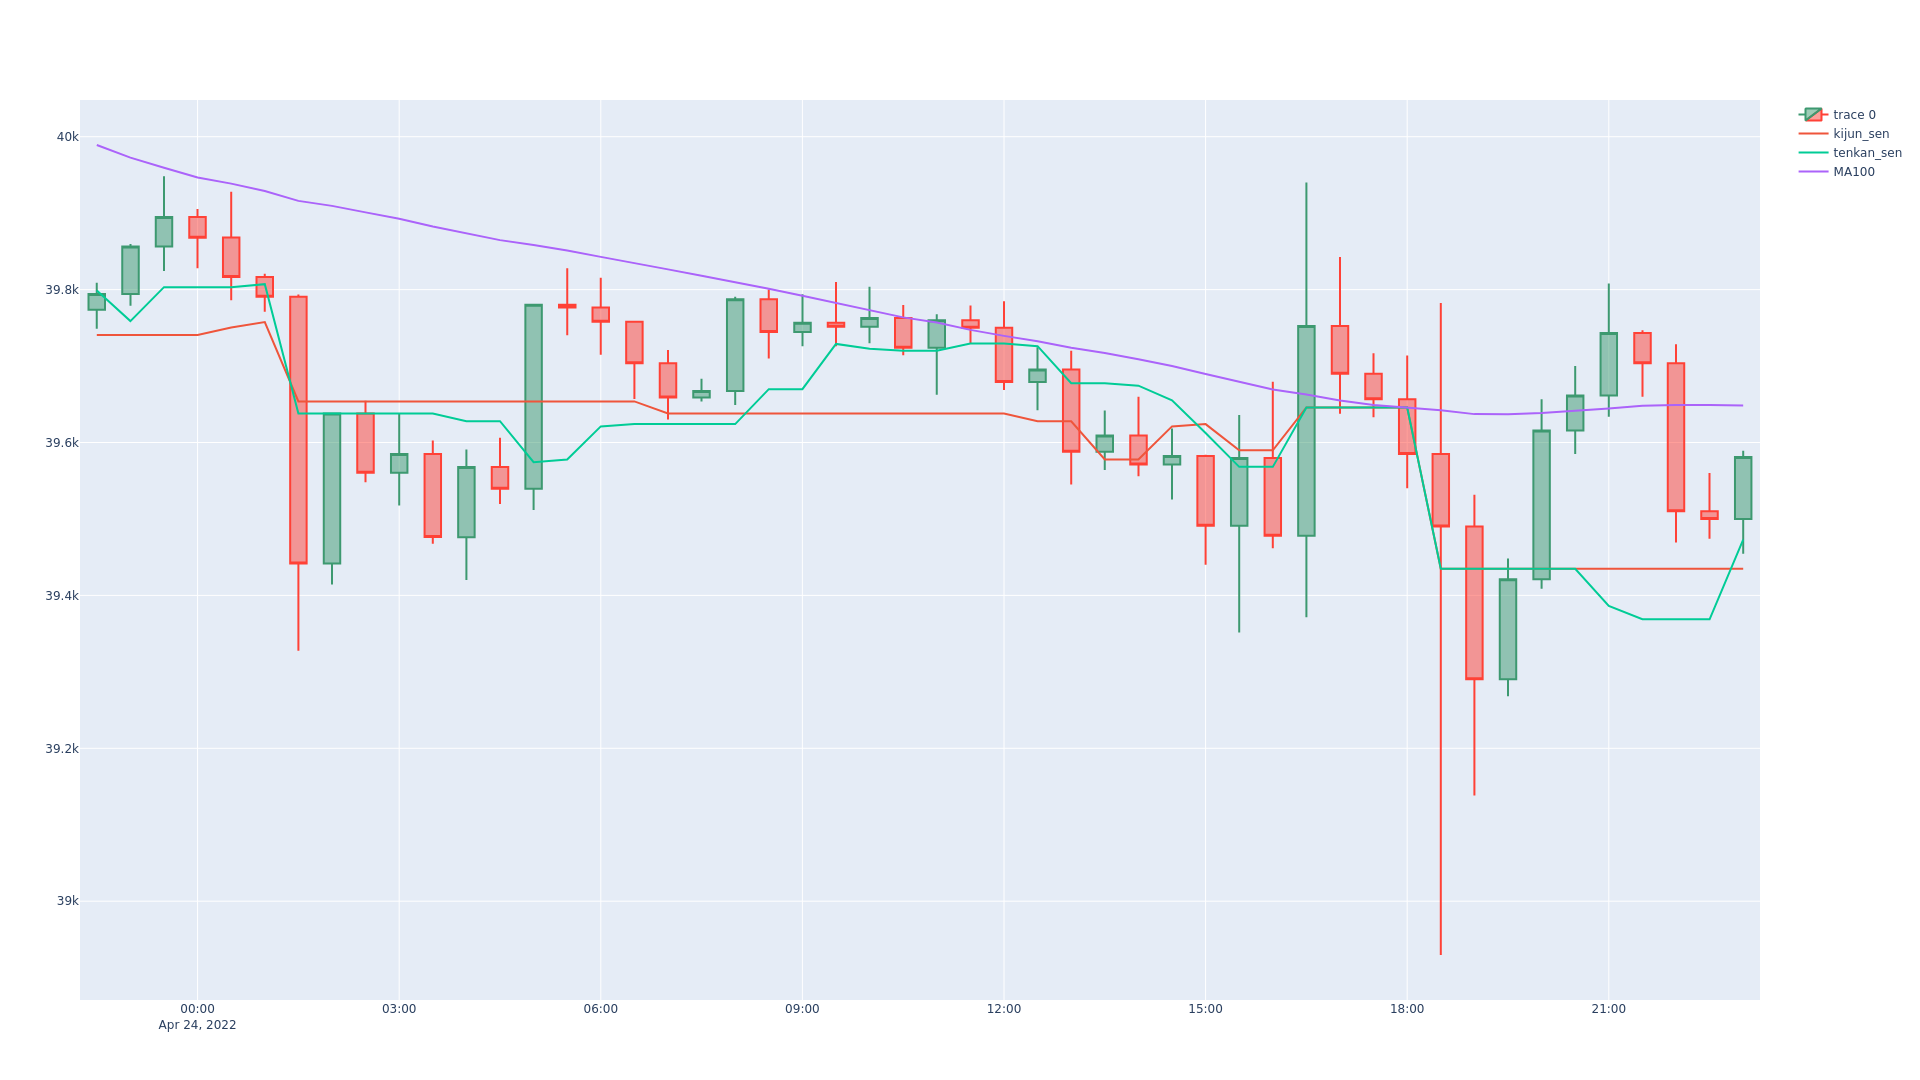 40k
39.8k
39.6k
39.4k
39.2k
39k
00:00
Apr 24, 2022
03:00
06:00
09:00
12:00
15:00
18:00
21:00
trace 0
kijun_sen
tenkan_sen
MA100